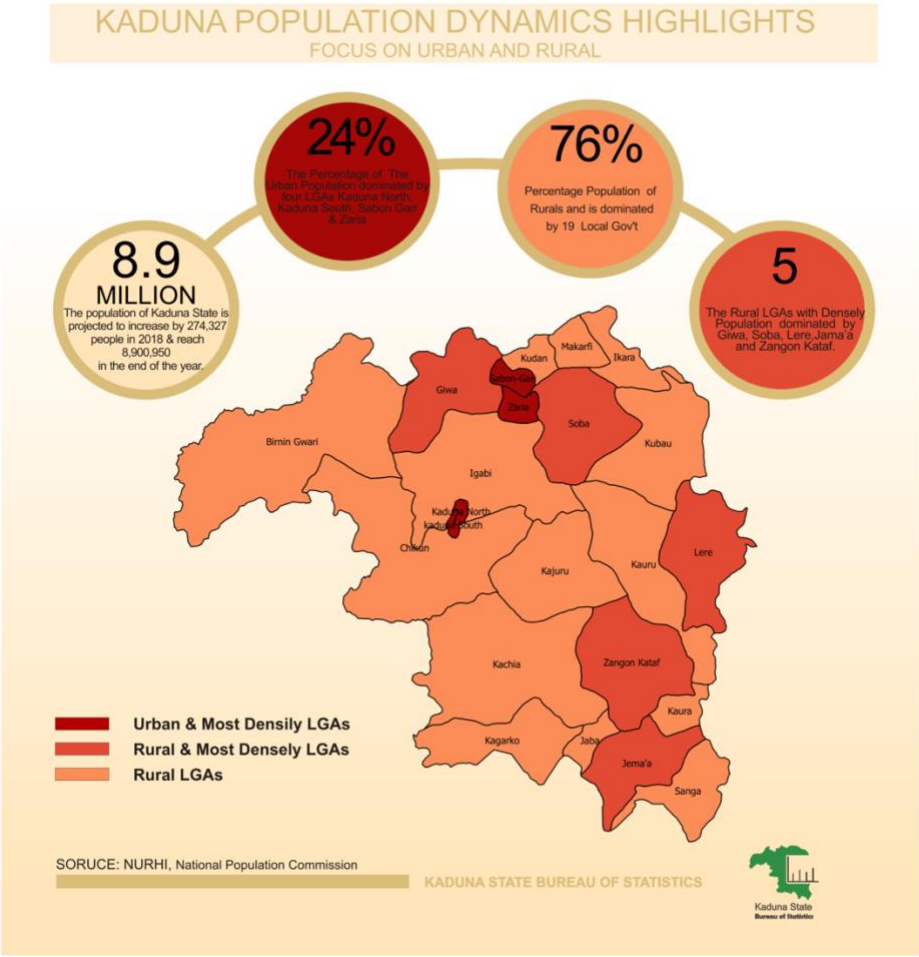 KADUNA POPULATION DYNAMICS HIGHLIGHTS
FOCUS ON URBAN AND RURAL
8.9
MILLION
The population of Kaduna State is
projected to increase by 274,327
people in 2018 & reach
8,900,950
in the end of the year.
24%
The Percentage of The
Urban Population dominated by
four LGAs Kaduna North,
Kaduna South, Sabon Gari
& Zaria
76%
Percentage Population of
Rurals and is dominated
by 19 Local Gov't
5
The Rural LGAs with Densely
Population dominated by
Giwa, Soba, Lere,Jama'a
and Zangon Kataf.
Kudan
Makarfi
Ikara
Sabon-Gari
Giwa
Zaria
Soba
Birnin Gwari
Kubau
Igabi
Kaduna North
kaduna South
Chikun
Lere
Kajuru
Kauru
Kachia
Zangon Kataf
Kaura
Kagarko
Jaba
Jema'a
Sanga
Urban & Most Densily LGAs
Rural & Most Densely LGAs
Rural LGAs
SORUCE: NURHI, National Population Commission
KADUNA STATE BUREAU OF STATISTICS
Kaduna State
Bureau of Statistics